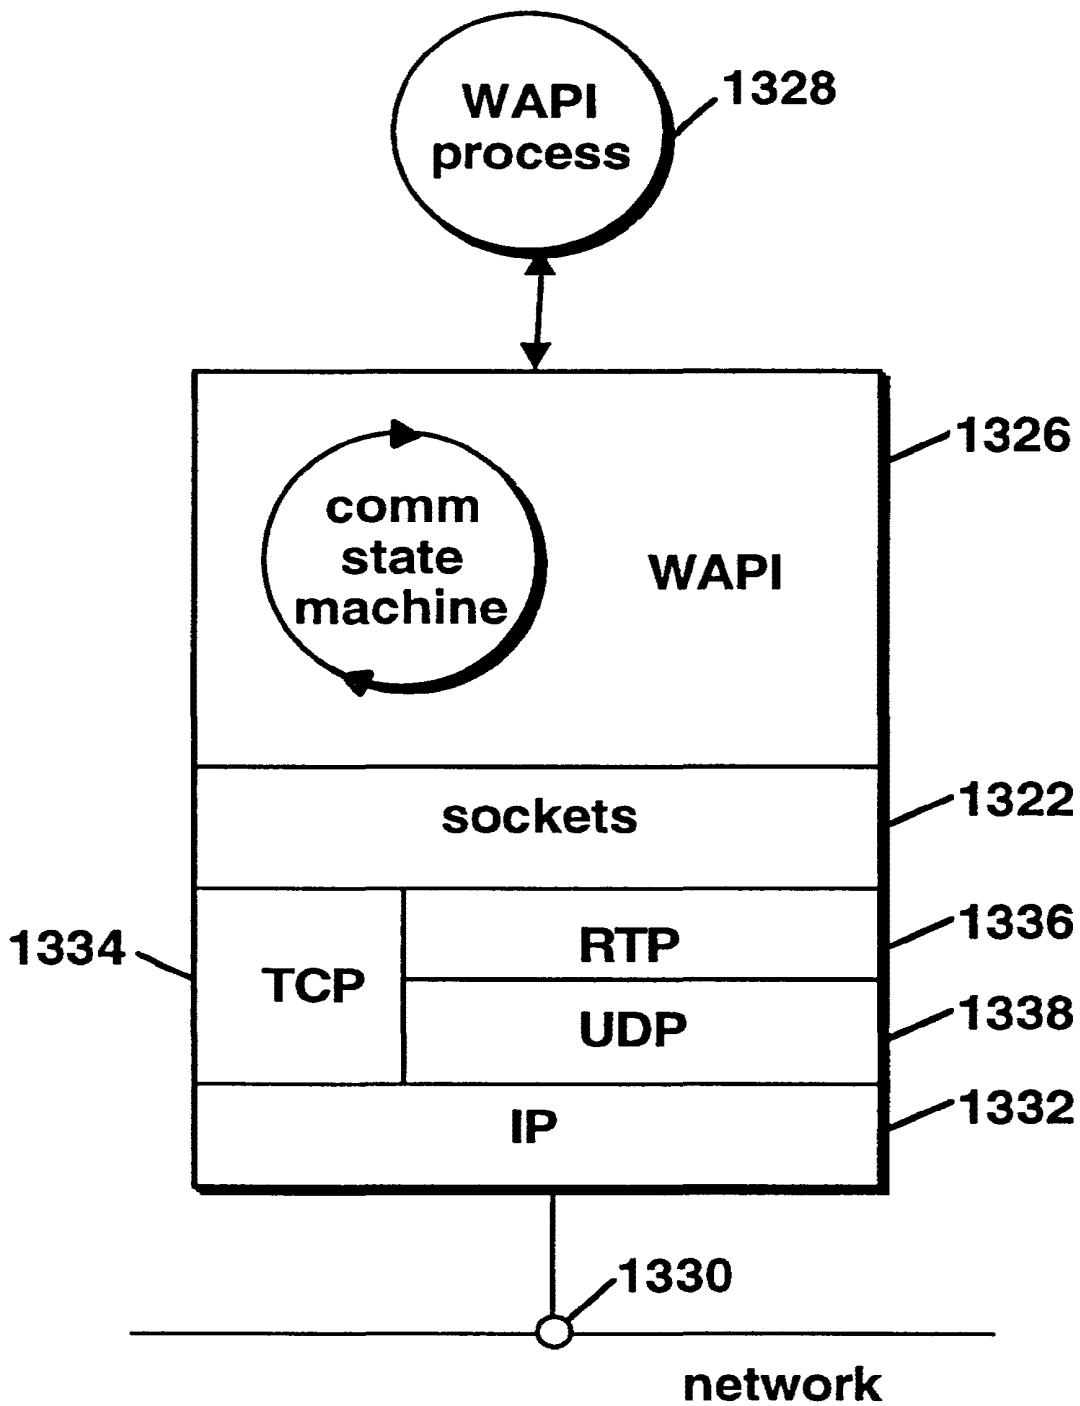 WAPI
process
1328
1326
comm
state
machine
WAPI
sockets
1322
1334
TCP
RTP
1336
UDP
1338
IP
1332
1330
network